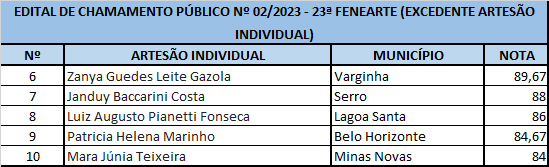 EDITAL DE CHAMAMENTO PÚBLICO Nº 02/2023 - 23ª FENEARTE (EXCEDENTE ARTESÃO
INDIVIDUAL)
Nº ARTESÃO INDIVIDUAL MUNICÍPIO NOTA
6 Zanya Guedes Leite Gazola Varginha 89,67
7 Janduy Baccarini Costa Serro 88
8 Luiz Augusto Pianetti Fonseca Lagoa Santa 86
9 Patricia Helena Marinho Belo Horizonte 84,67
10 Mara Júnia Teixeira Minas Novas 84